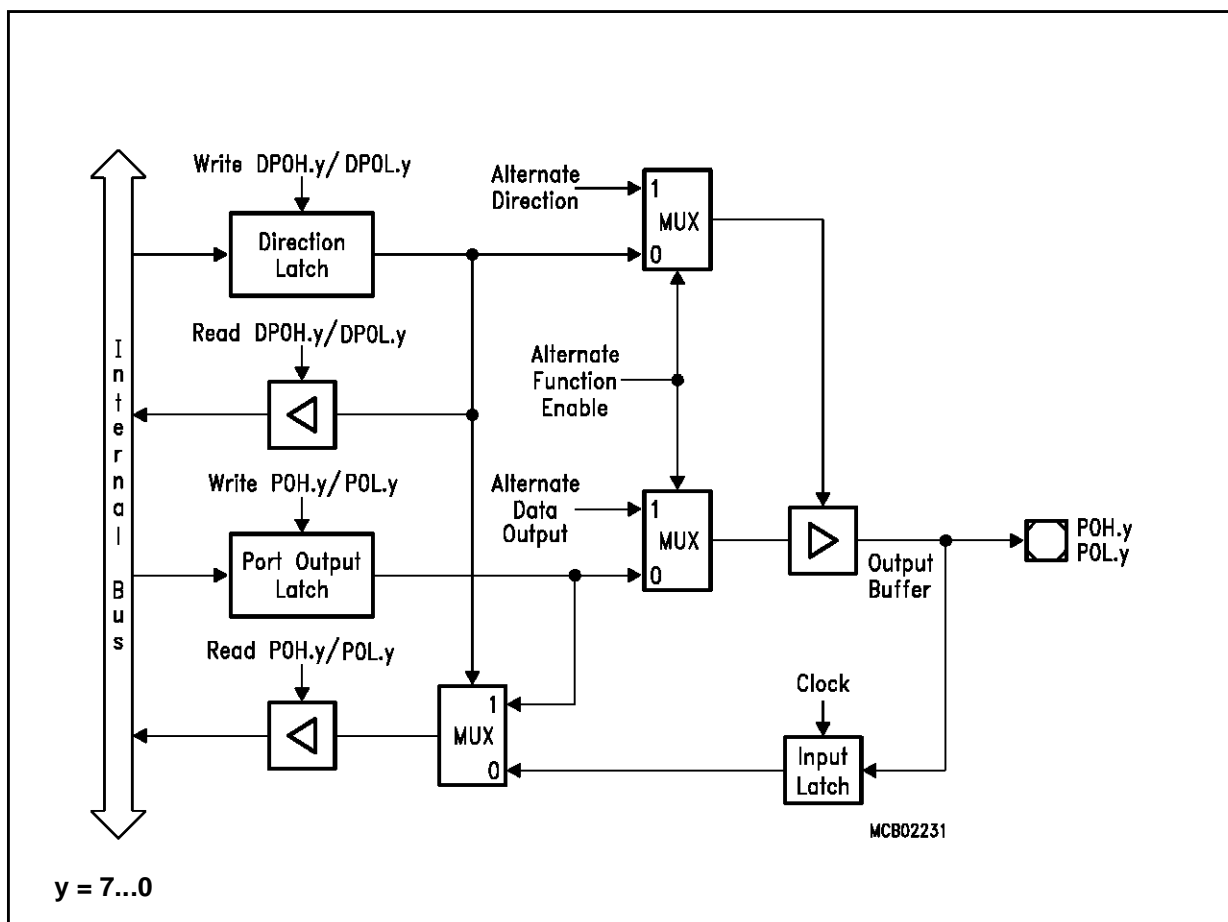 Write DP0H.y/DP0L.y
Alternate
Direction
1
MUX
0
Direction
Latch
Read DP0H.y/DP0L.y
Alternate
Function
Enable
Internal Bus
Write P0H.y/P0L.y
Alternate
Data
Output
1
MUX
0
Port Output
Latch
P0H.y
P0L.y
Output
Buffer
Read P0H.y/P0L.y
1
MUX
0
Clock
Input
Latch
MCB02231
y = 7...0